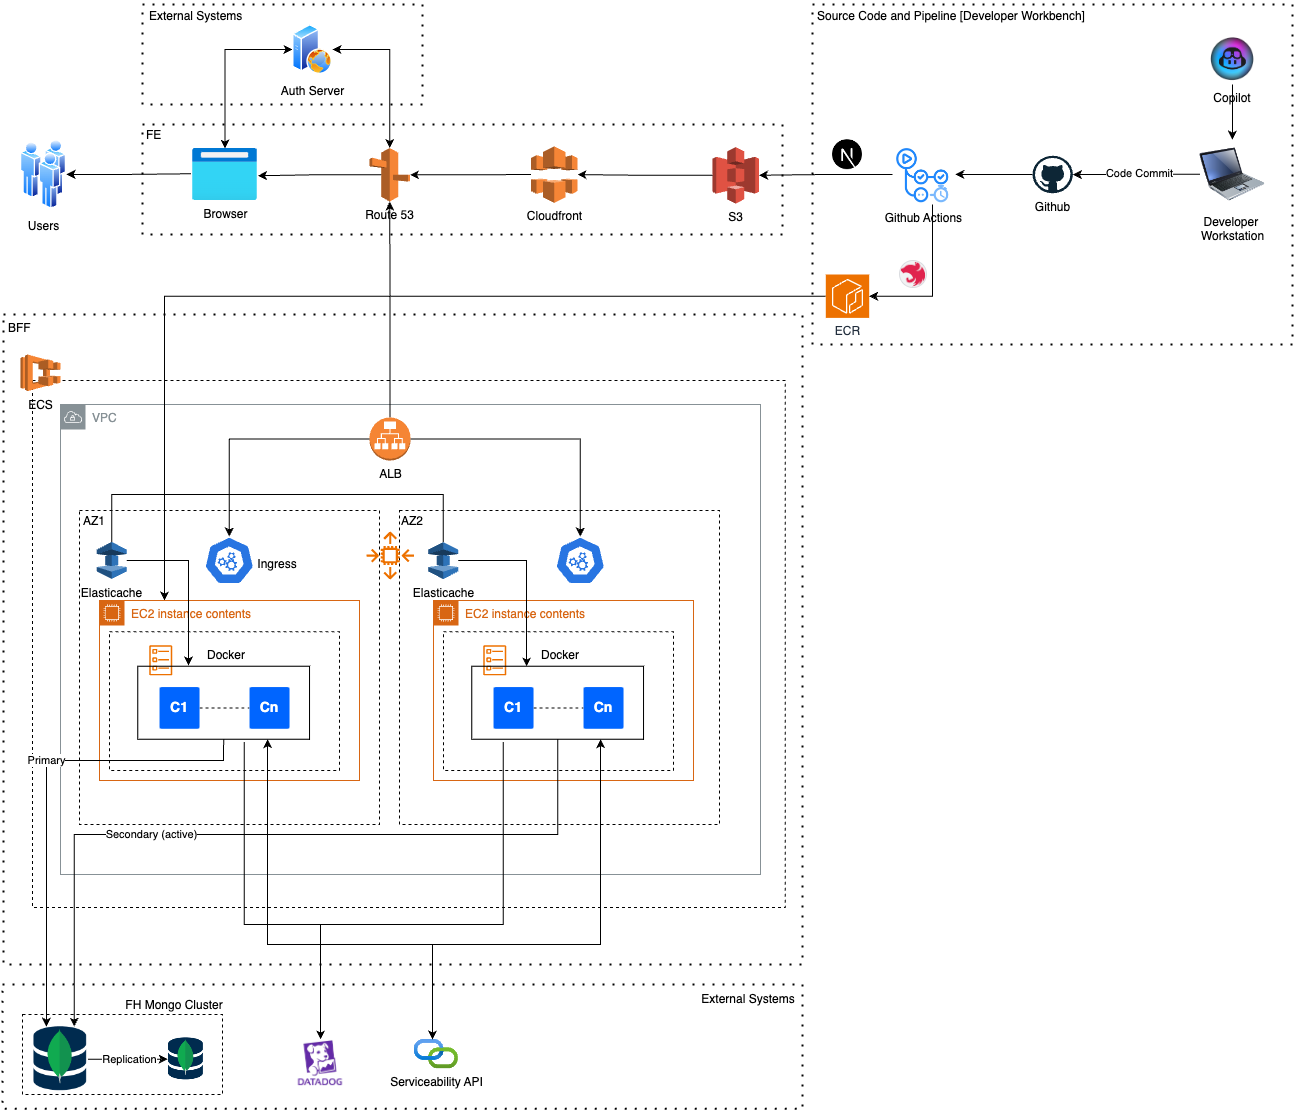 External Systems
Source Code and Pipeline [Developer Workbench]
Auth Server
Copilot
FE
N
Code Commit
Users
Browser
Route 53
Cloudfront
S3
Github Actions
Github
Developer
Workstation
ECR
BFF
ECS
VPC
ALB
AZ1
AZ2
Ingress
Elasticache
Elasticache
EC2 instance contents
EC2 instance contents
Docker
Docker
C1
Cn
C1
Cn
Primary
Secondary (active)
External Systems
FH Mongo Cluster
Replication
DATADOG
Serviceability API